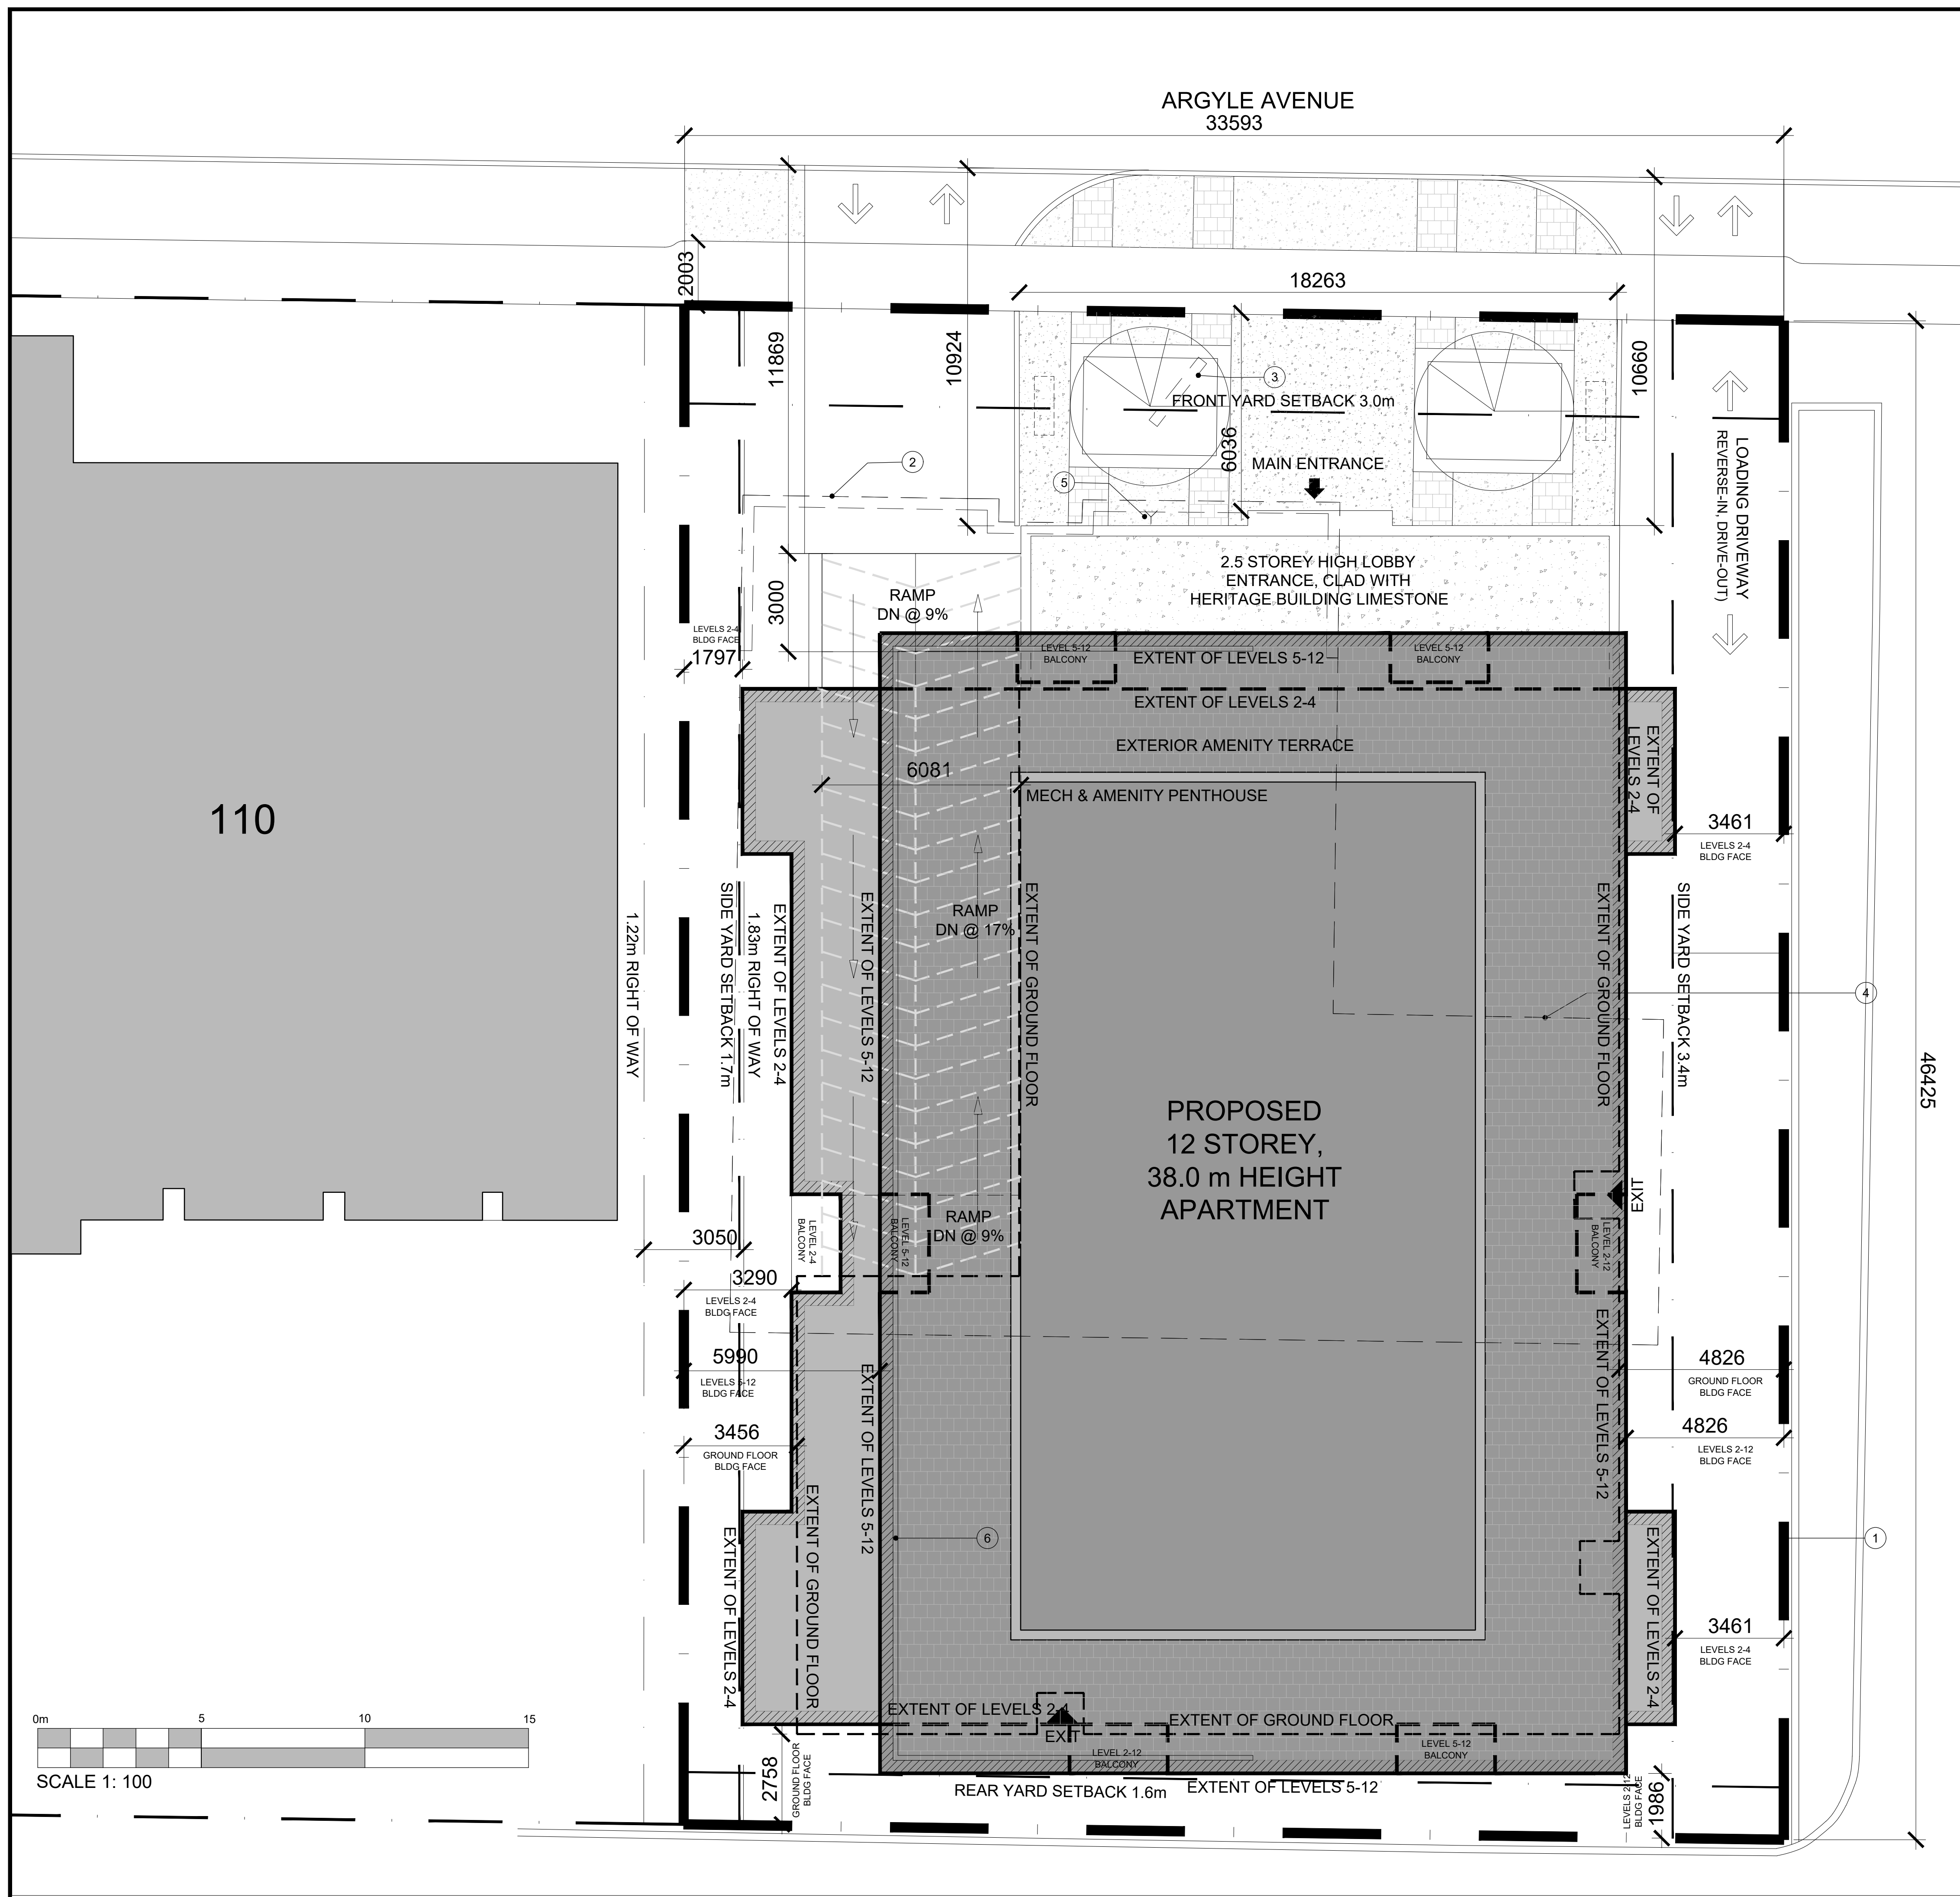 ARGYLE AVENUE
33593
2003
18263
11869
10924
10660
3
FRONT YARD SETBACK 3.0m
6036
2
MAIN ENTRANCE
5
LOADING DRIVEWAY
REVERSE-IN, DRIVE-OUT)
2.5 STOREY HIGH LOBBY
ENTRANCE, CLAD WITH
HERITAGE BUILDING LIMESTONE
3000
RAMP
DN @ 9%
LEVELS 2-4
BLDG FACE
1797
LEVEL 5-12
BALCONY
EXTENT OF LEVELS 5-12
LEVEL 5-12
BALCONY
EXTENT OF LEVELS 2-4
EXTERIOR AMENITY TERRACE
EXTENT OF
LEVELS 2-4
6081
MECH & AMENITY PENTHOUSE
110
3461
LEVELS 2-4
BLDG FACE
1.22m RIGHT OF WAY
SIDE YARD SETBACK 1.7m
1.83m RIGHT OF WAY
EXTENT OF LEVELS 2-4
EXTENT OF LEVELS 5-12
RAMP
DN @ 17%
EXTENT OF GROUND FLOOR
EXTENT OF GROUND FLOOR
SIDE YARD SETBACK 3.4m
4
46425
PROPOSED
12 STOREY,
38.0 m HEIGHT
APARTMENT
EXIT
3050
LEVEL 2-4
BALCONY
LEVEL 5-12
BALCONY
RAMP
DN @ 9%
LEVEL 2-12
BALCONY
3290
LEVELS 2-4
BLDG FACE
5990
LEVELS 5-12
BLDG FACE
EXTENT OF LEVELS 5-12
EXTENT OF LEVELS 5-12
4826
GROUND FLOOR
BLDG FACE
3456
GROUND FLOOR
BLDG FACE
4826
LEVELS 2-12
BLDG FACE
EXTENT OF LEVELS 2-4
EXTENT OF GROUND FLOOR
6
EXTENT OF LEVELS 2-4
1
3461
LEVELS 2-4
BLDG FACE
EXTENT OF LEVELS 2-4
EXTENT OF GROUND FLOOR
EXIT
LEVEL 2-12
BALCONY
LEVEL 5-12
BALCONY
0m 5 10 15
SCALE 1: 100
2758
GROUND FLOOR
BLDG FACE
REAR YARD SETBACK 1.6m
EXTENT OF LEVELS 5-12
LEVELS 2-12
BLDG FACE
1986